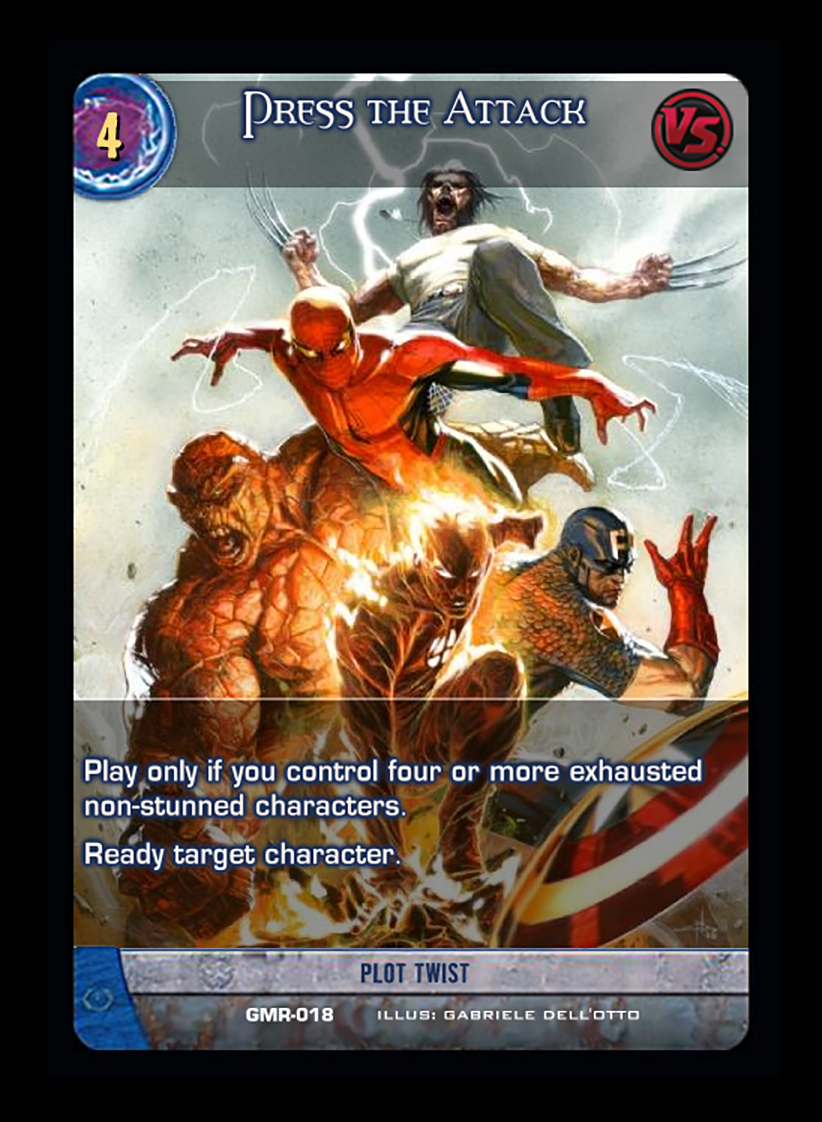 4
Press the Attack
VS.
Play only if you control four or more exhausted
non-stunned characters.
Ready target character.
PLOT TWIST
GMR-018 ILLUS: GABRIELE DELL'OTTO